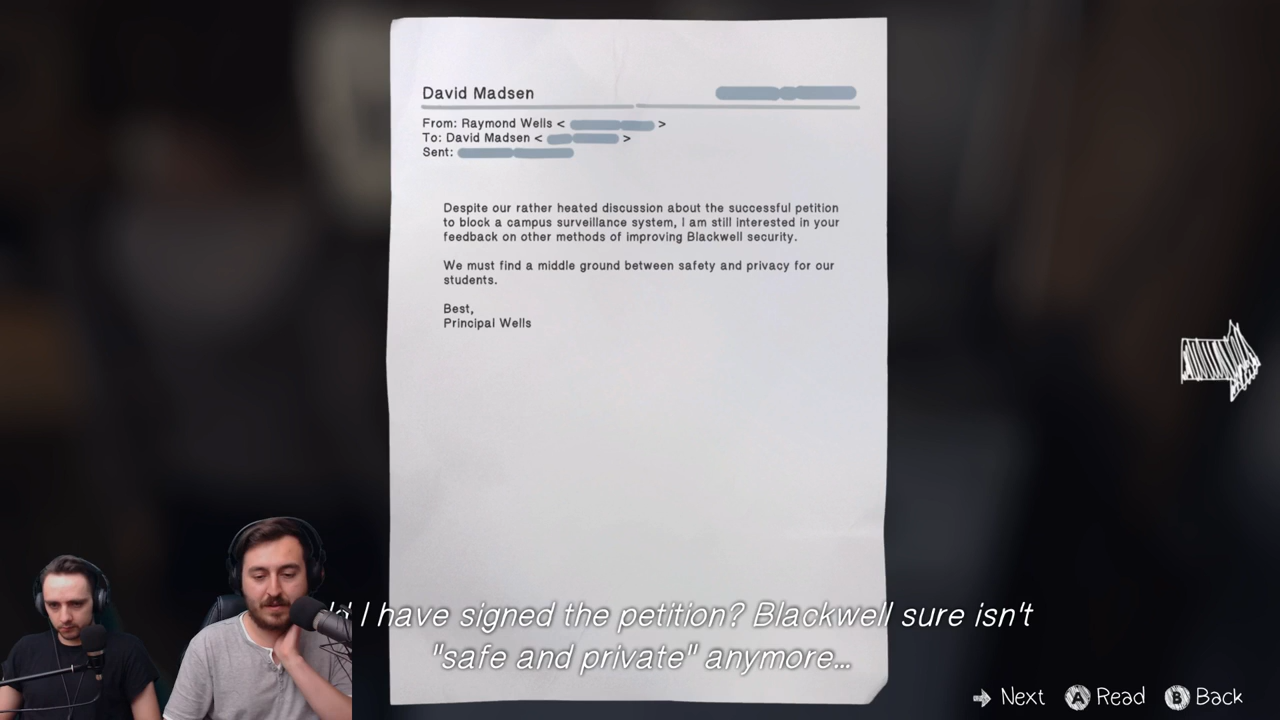 David Madsen
From: Raymond Wells < >
To: David Madsen < >
Sent:
Despite our rather heated discussion about the successful petition
to block a campus surveillance system, I am still interested in your
feedback on other methods of improving Blackwell security.
We must find a middle ground between safety and privacy for our
students.
Best,
Principal Wells
I have signed the petition? Blackwell sure isn't
"safe and private" anymore...
Next A Read B Back